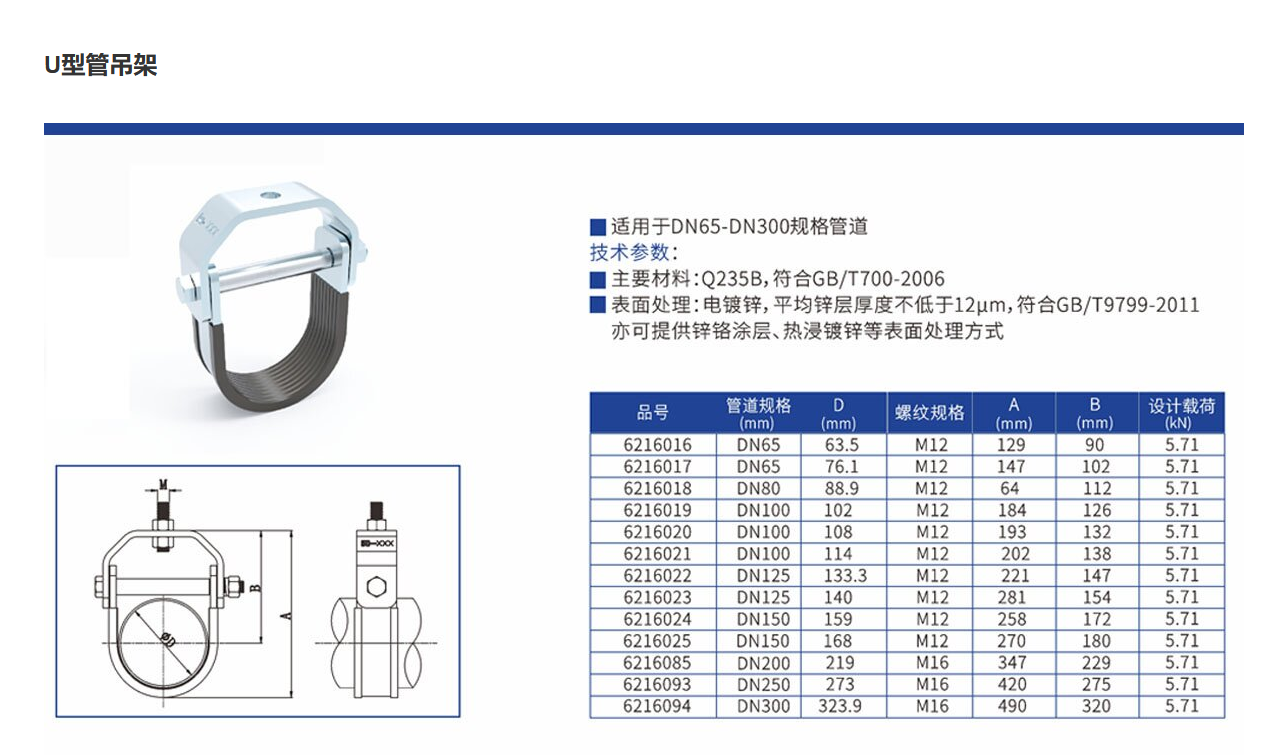 U型管吊架
适用于DN65-DN300规格管道
技术参数：
主要材料：Q235B，符合GB/T700-2006
表面处理：电镀锌，平均锌层厚度不低于12μm，符合GB/T9799-2011
亦可提供锌铬涂层、热浸镀锌等表面处理方式
品号 管道规格(mm) D(mm) 螺纹规格 A(mm) B(mm) 设计载荷(kN)
6216016 DN65 63.5 M12 129 90 5.71
6216017 DN65 76.1 M12 147 102 5.71
6216018 DN80 88.9 M12 64 112 5.71
6216019 DN100 102 M12 184 126 5.71
6216020 DN100 108 M12 193 132 5.71
6216021 DN100 114 M12 202 138 5.71
6216022 DN125 133.3 M12 221 147 5.71
6216023 DN125 140 M12 281 154 5.71
6216024 DN150 159 M12 258 172 5.71
6216025 DN150 168 M12 270 180 5.71
6216085 DN200 219 M16 347 229 5.71
6216093 DN250 273 M16 420 275 5.71
6216094 DN300 323.9 M16 490 320 5.71
M
B
A